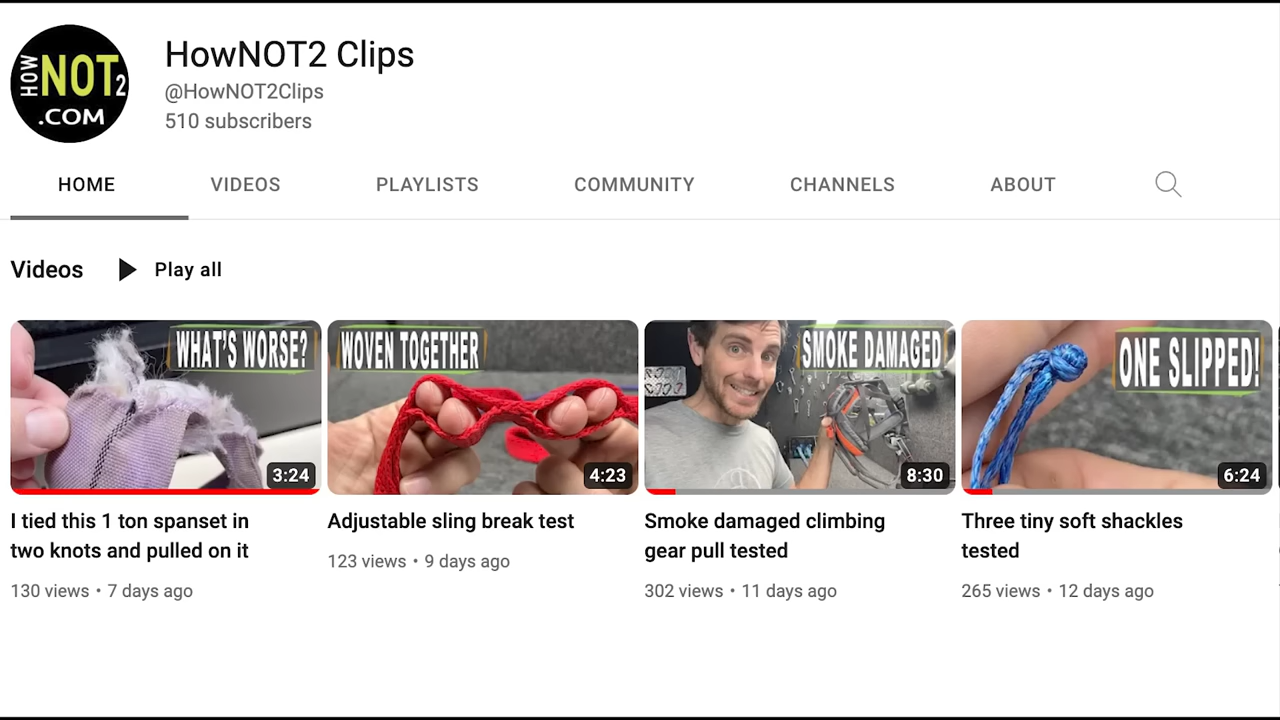 HOW NOT2
.COM
HowNOT2 Clips
@HowNOT2Clips
510 subscribers
HOME
VIDEOS
PLAYLISTS
COMMUNITY
CHANNELS
ABOUT
Videos
Play all
WHAT'S WORSE?
3:24
I tied this 1 ton spanset in
two knots and pulled on it
130 views • 7 days ago
WOVEN TOGETHER
4:23
Adjustable sling break test
123 views • 9 days ago
SMOKE DAMAGED
8:30
Smoke damaged climbing
gear pull tested
302 views • 11 days ago
ONE SLIPPED!
6:24
Three tiny soft shackles
tested
265 views • 12 days ago